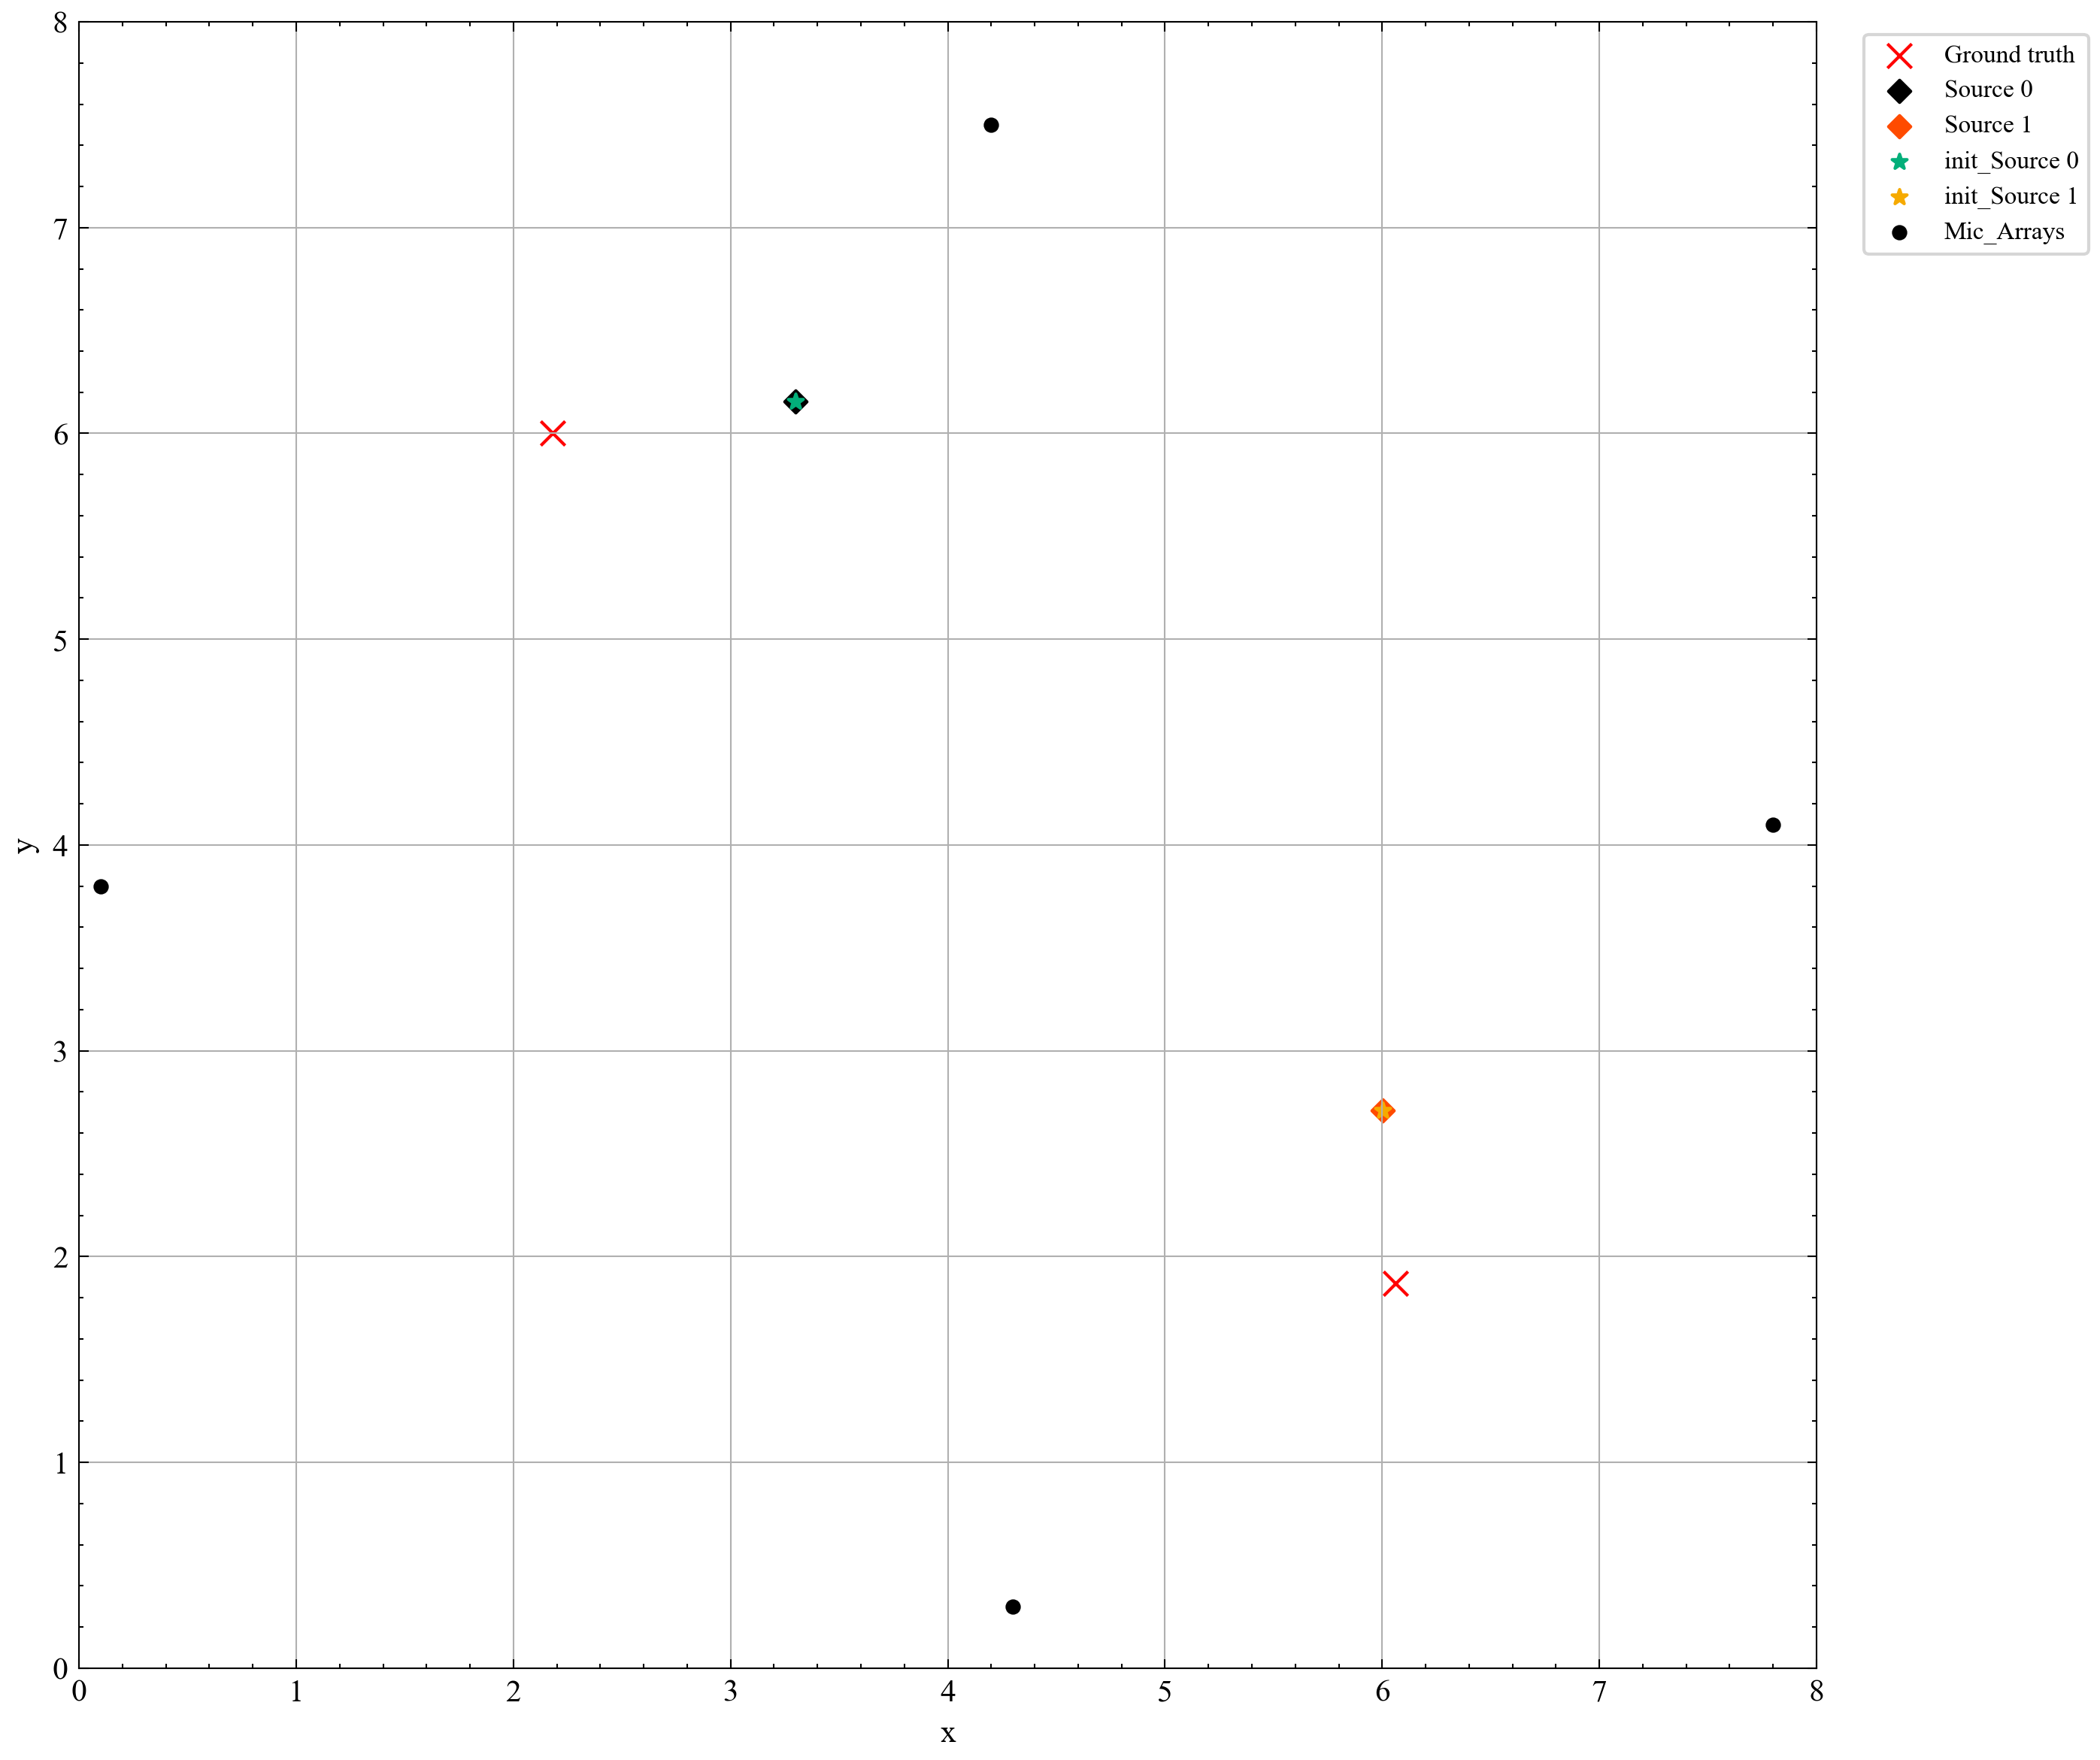 8
7
6
5
4
3
2
1
0
y
0 1 2 3 4 5 6 7 8
x
Ground truth
Source 0
Source 1
init_Source 0
init_Source 1
Mic_Arrays